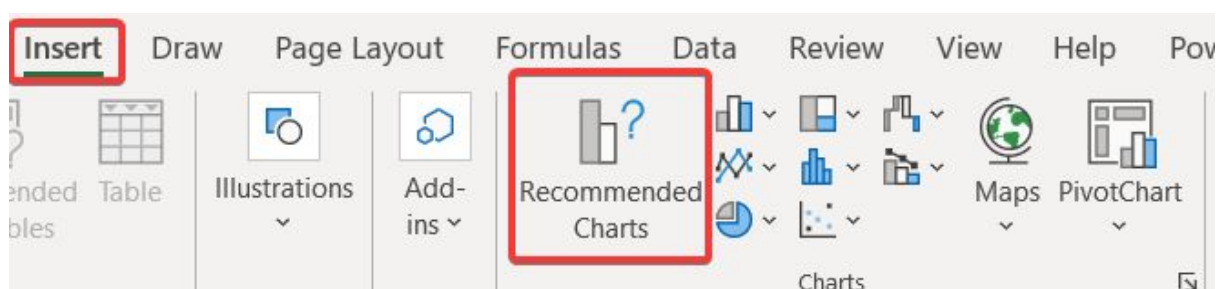 Insert Draw Page Layout Formulas Data Review View Help
Table Illustrations Add-
ins
Recommended
Charts
Maps PivotChart
Charts